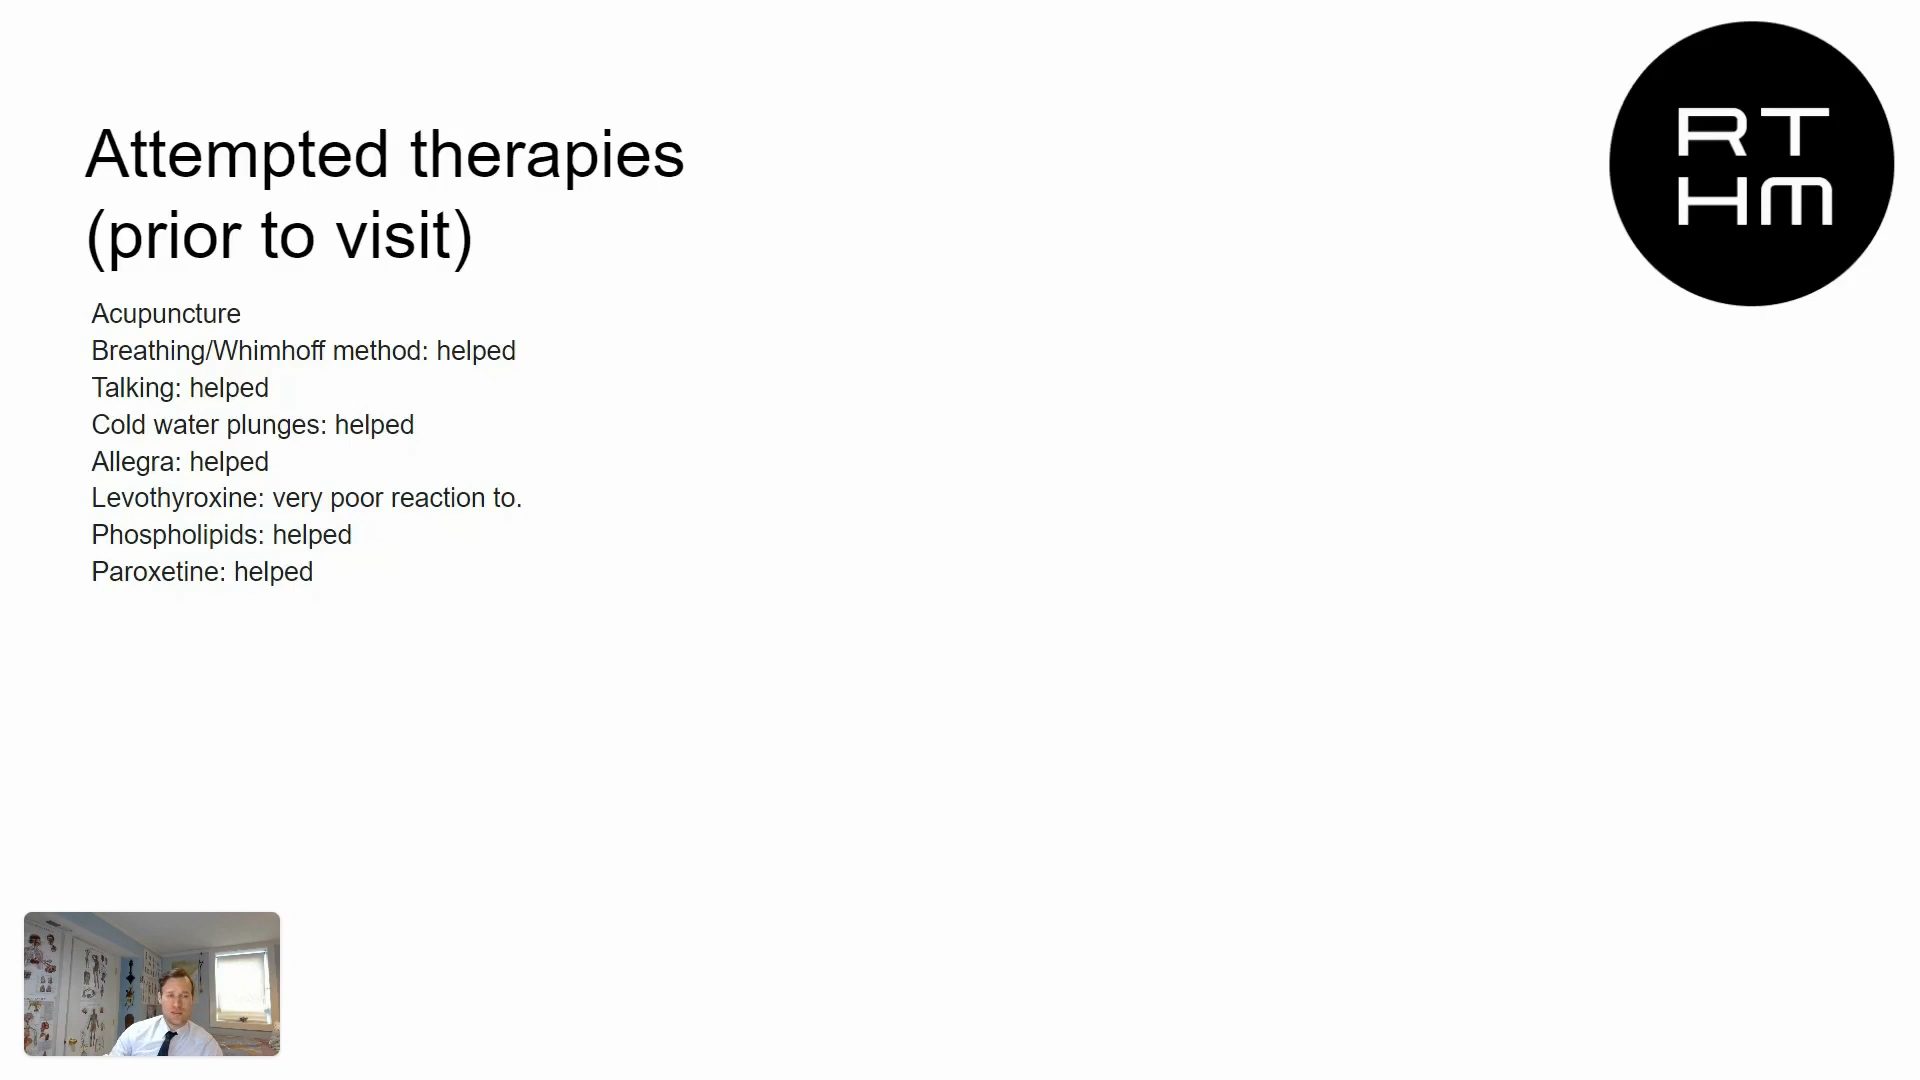 Attempted therapies
(prior to visit)
RT
HM
Acupuncture
Breathing/Whimhoff method: helped
Talking: helped
Cold water plunges: helped
Allegra: helped
Levothyroxine: very poor reaction to.
Phospholipids: helped
Paroxetine: helped